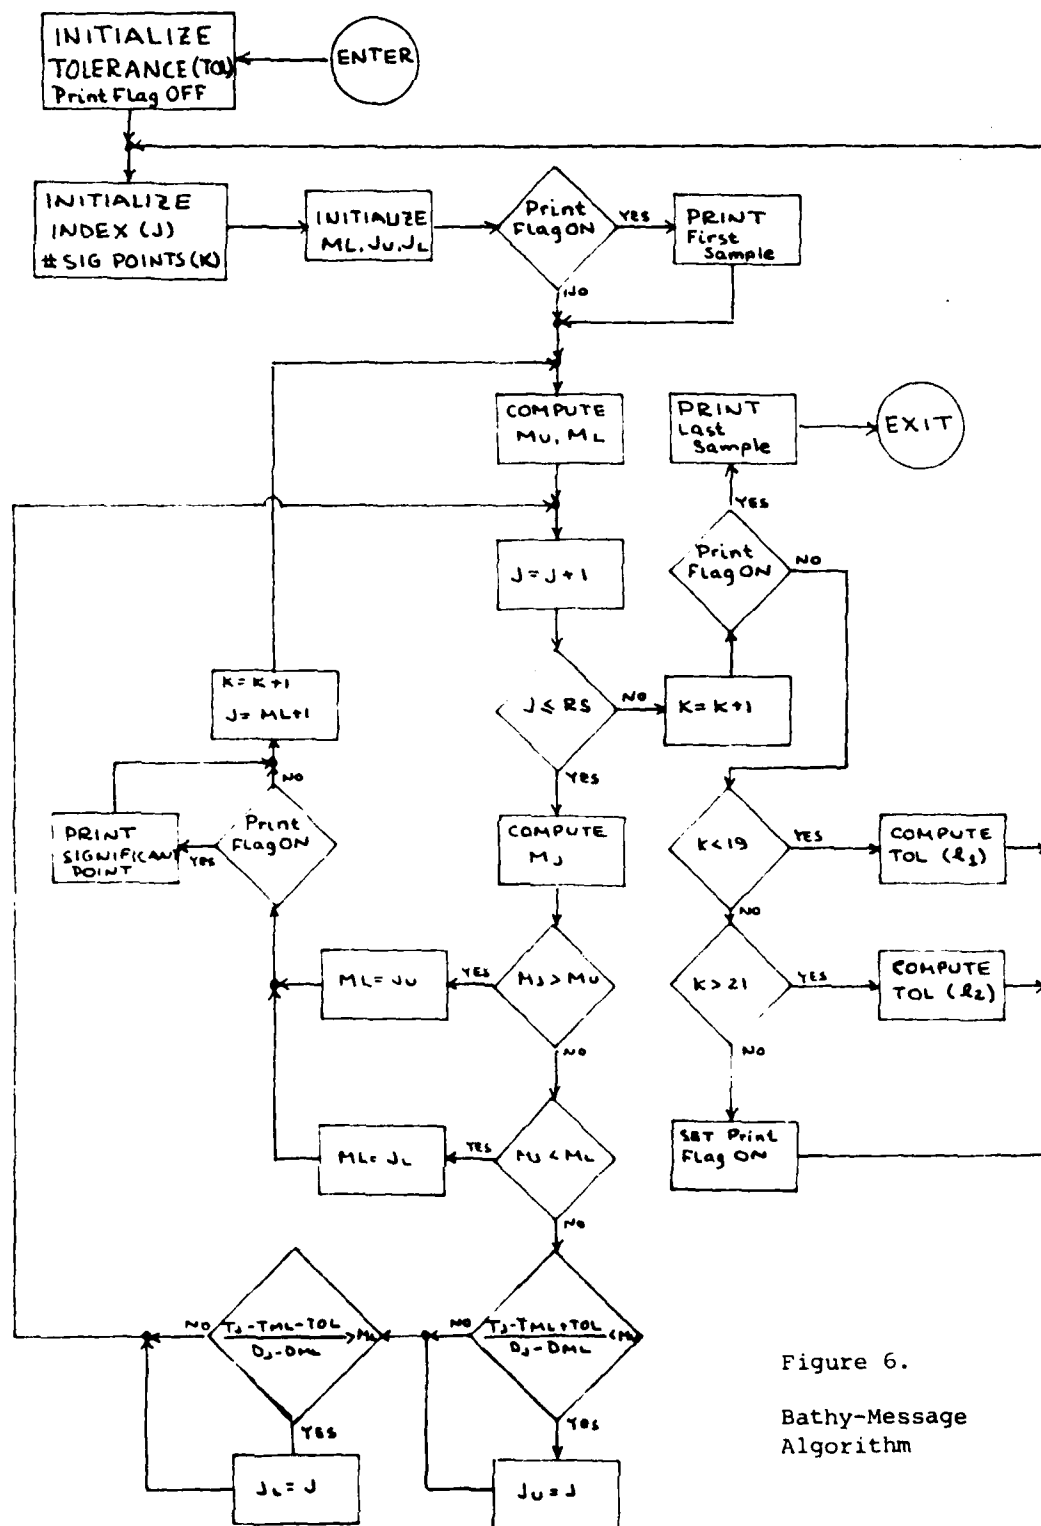 INITIALIZE
TOLERANCE (TOL)
Print Flag OFF
ENTER
INITIALIZE
INDEX (J)
# SIG POINTS (K)
INITIALIZE
ML, JU, JL
Print
Flag ON
YES
NO
PRINT
First
Sample
COMPUTE
MU, ML
PRINT
Last
Sample
EXIT
YES
Print
Flag ON
NO
J = J + 1
K = K + 1
J = ML + 1
J ≤ RS
NO
YES
K = K + 1
NO
Print
Flag ON
YES
PRINT
SIGNIFICANT
POINT
COMPUTE
MJ
K < 19
YES
NO
COMPUTE
TOL (l1)
ML = JU
YES
MJ > MU
NO
K > 21
YES
NO
COMPUTE
TOL (l2)
ML = JL
YES
MJ < ML
NO
SET Print
Flag ON
NO
TJ - TML - TOL > ML
DJ - DML
YES
NO
TJ - TML + TOL < MU
DJ - DML
YES
JL = J
JU = J
Figure 6.
Bathy-Message
Algorithm